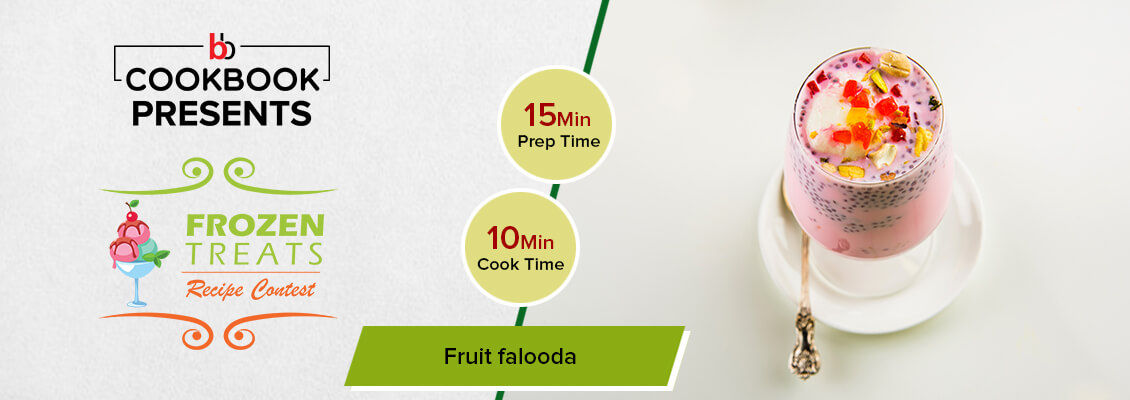 bb
COOKBOOK
PRESENTS
FROZEN
TREATS
Recipe Contest
15Min
Prep Time
10Min
Cook Time
Fruit falooda